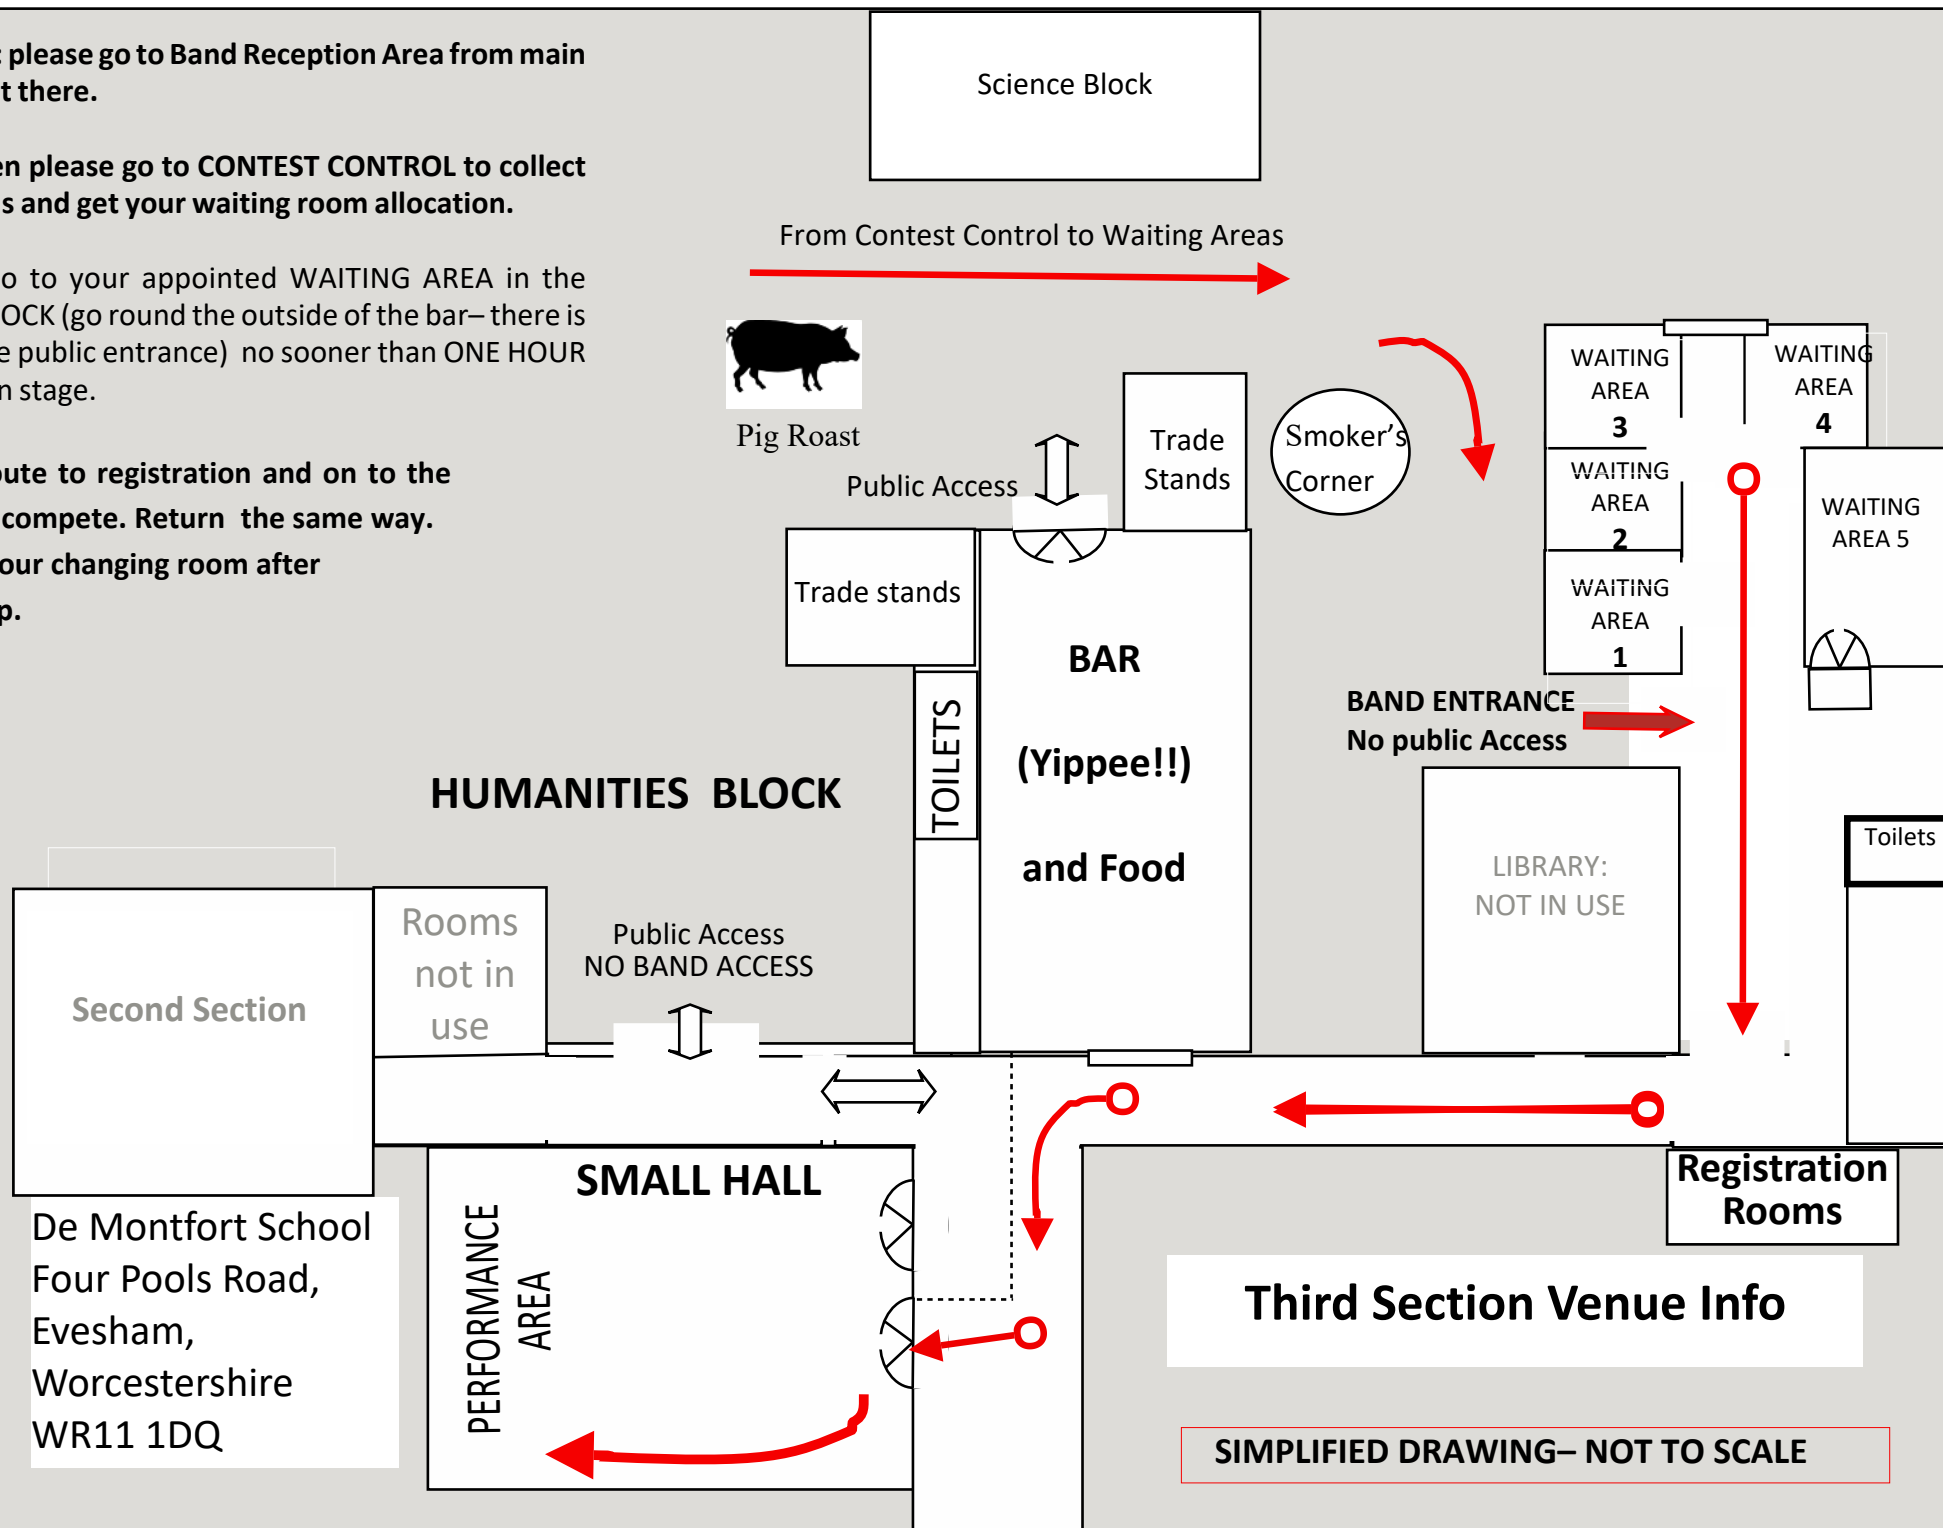 : please go to Band Reception Area from main
t there.
en please go to CONTEST CONTROL to collect
s and get your waiting room allocation.
o to your appointed WAITING AREA in the
OCK (go round the outside of the bar– there is
e public entrance) no sooner than ONE HOUR
n stage.
oute to registration and on to the
compete. Return the same way.
our changing room after
p.
Science Block
From Contest Control to Waiting Areas
Pig Roast
Public Access
Trade
Stands
Smoker's
Corner
WAITING
AREA
3
WAITING
AREA
4
WAITING
AREA
2
WAITING
AREA 5
WAITING
AREA
1
Trade stands
BAR
(Yippee!!)
and Food
TOILETS
BAND ENTRANCE
No public Access
HUMANITIES BLOCK
LIBRARY:
NOT IN USE
Toilets
Second Section
Rooms
not in
use
Public Access
NO BAND ACCESS
SMALL HALL
PERFORMANCE
AREA
Registration
Rooms
De Montfort School
Four Pools Road,
Evesham,
Worcestershire
WR11 1DQ
Third Section Venue Info
SIMPLIFIED DRAWING– NOT TO SCALE